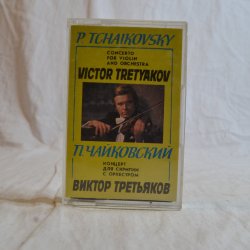 P. TCHAIKOVSKY
CONCERTO
FOR VIOLIN
AND ORCHESTRA
VICTOR TRETYAKOV
П. ЧАЙКОВСКИЙ
КОНЦЕРТ
ДЛЯ СКРИПКИ
С ОРКЕСТРОМ
ВИКТОР ТРЕТЬЯКОВ